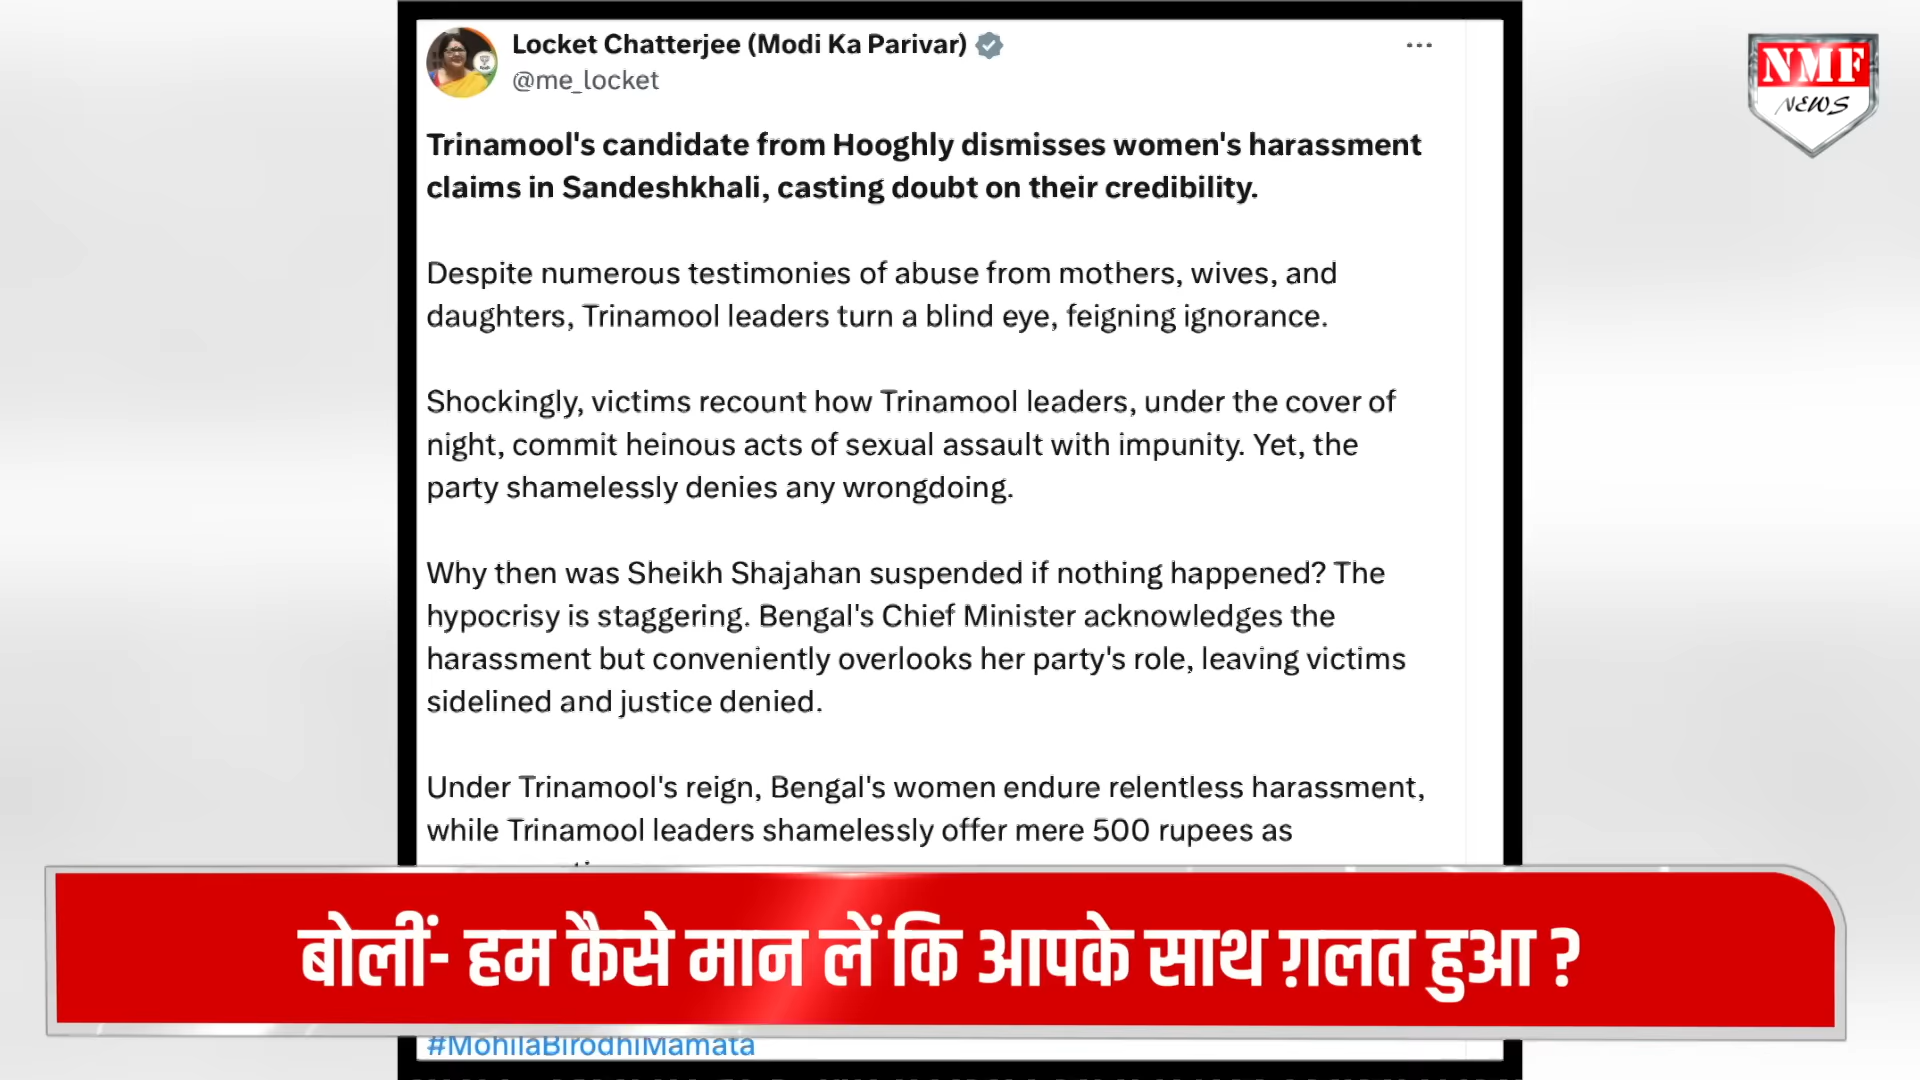 Locket Chatterjee (Modi Ka Parivar)
@me_locket
NMF
NEWS
Trinamool's candidate from Hooghly dismisses women's harassment
claims in Sandeshkhali, casting doubt on their credibility.
Despite numerous testimonies of abuse from mothers, wives, and
daughters, Trinamool leaders turn a blind eye, feigning ignorance.
Shockingly, victims recount how Trinamool leaders, under the cover of
night, commit heinous acts of sexual assault with impunity. Yet, the
party shamelessly denies any wrongdoing.
Why then was Sheikh Shajahan suspended if nothing happened? The
hypocrisy is staggering. Bengal's Chief Minister acknowledges the
harassment but conveniently overlooks her party's role, leaving victims
sidelined and justice denied.
Under Trinamool's reign, Bengal's women endure relentless harassment,
while Trinamool leaders shamelessly offer mere 500 rupees as
बोलीं- हम कैसे मान लें कि आपके साथ ग़लत हुआ ?
#MohilaBirodhiMamata